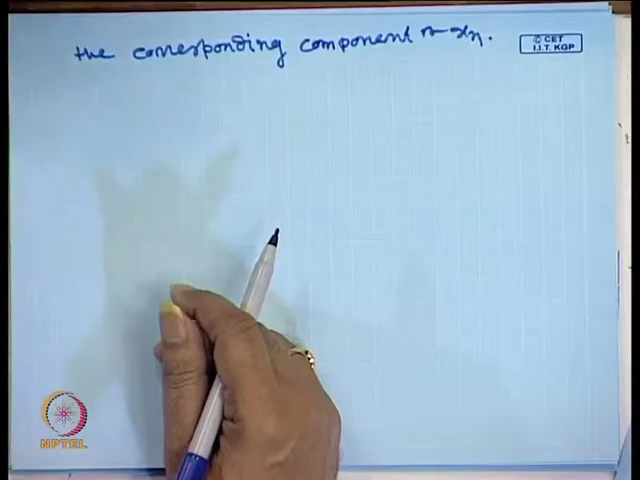 the corresponding component
© CET
I.I.T. KGP
NPTEL